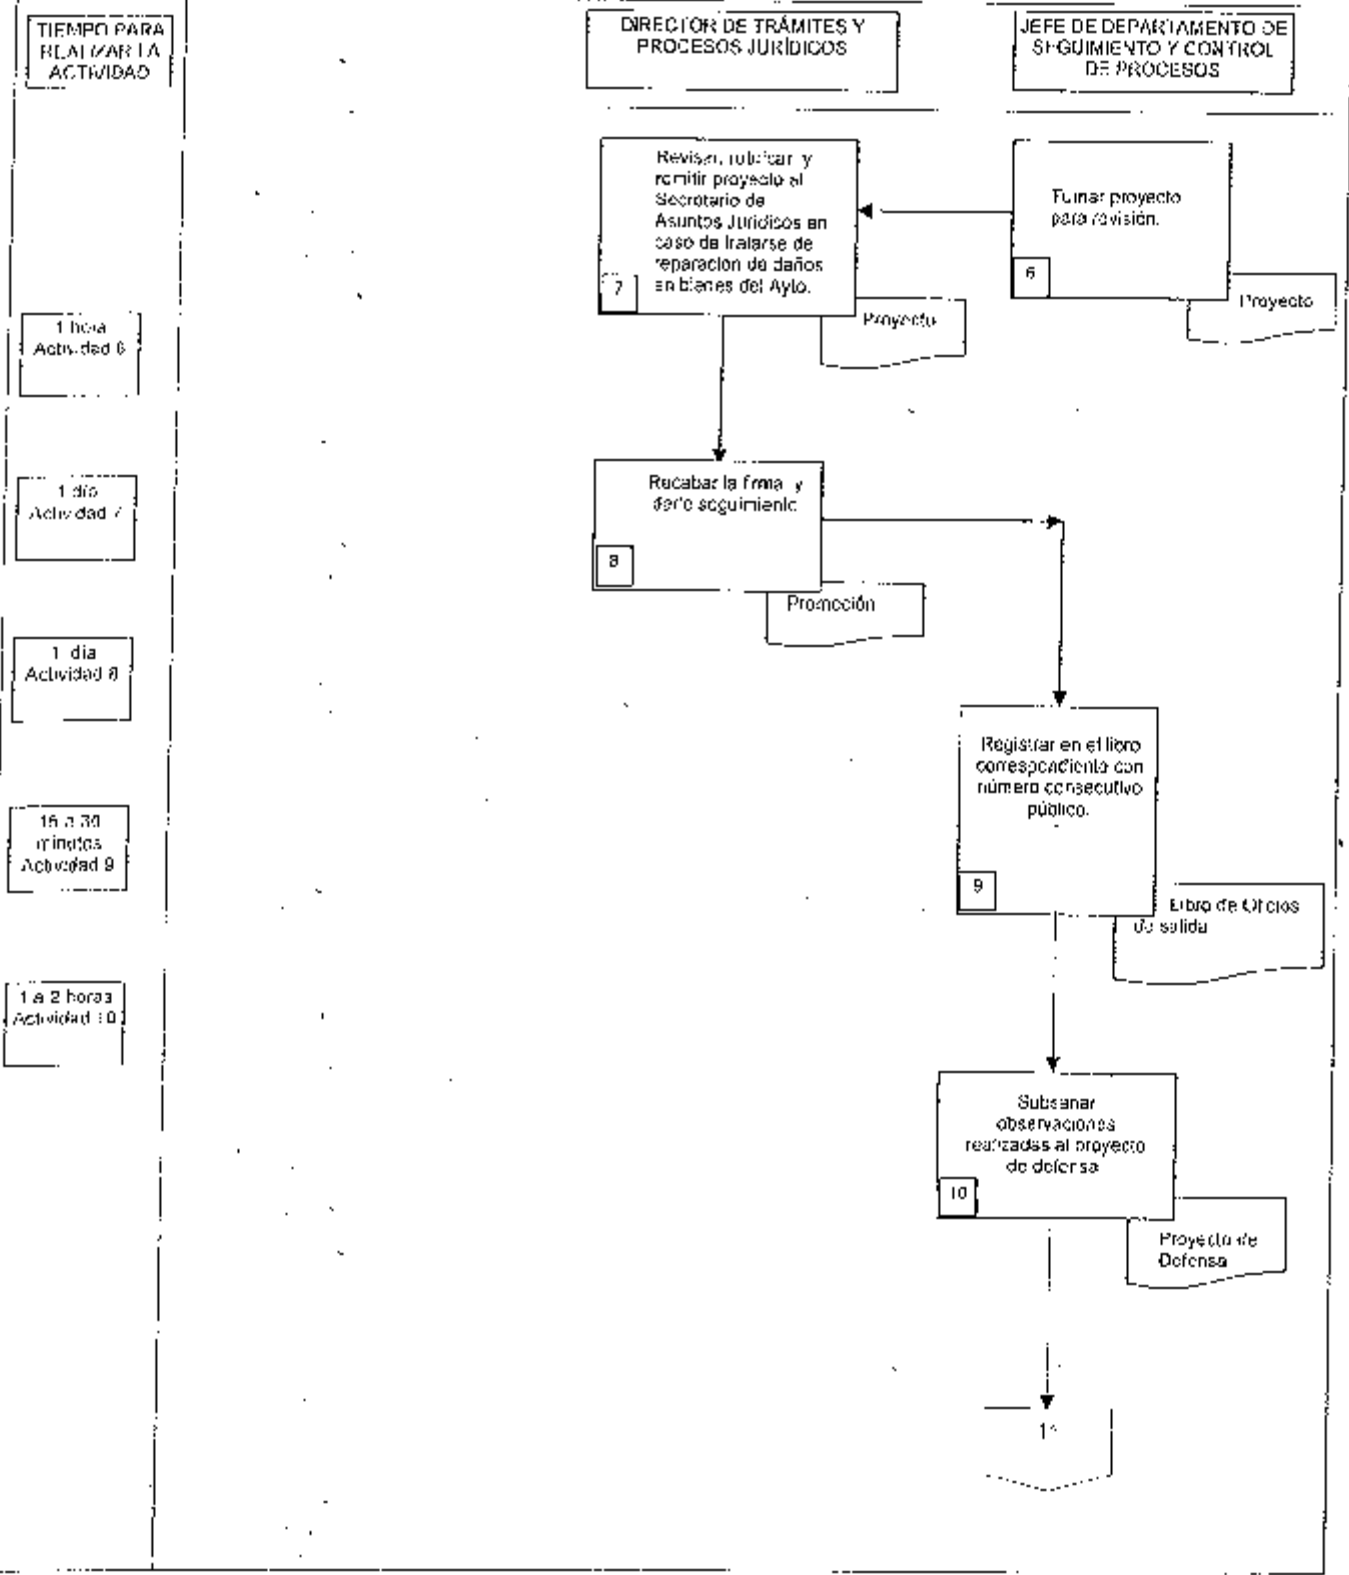 TIEMPO PARA
REALIZAR LA
ACTIVIDAD
DIRECTOR DE TRÁMITES Y
PROCESOS JURÍDICOS
JEFE DE DEPARTAMENTO DE
SEGUIMIENTO Y CONTROL
DE PROCESOS
Revisar, rubricar y
remitir proyecto al
Secretario de
Asuntos Jurídicos en
caso de tratarse de
reparación de daños
en bienes del Ayto.
7
Proyecto
Turnar proyecto
para revisión.
6
Proyecto
1 hora
Actividad 6
1 día
Actividad 7
Recabar la firma y
darle seguimiento
8
Promoción
1 día
Actividad 8
Registrar en el libro
correspondiente con
número consecutivo
público.
9
Libro de Oficios
de salida
minutos
Actividad 9
1 a 2 horas
Actividad 10
Subsanar
observaciones
realizadas al proyecto
de defensa
10
Proyecto de
Defensa